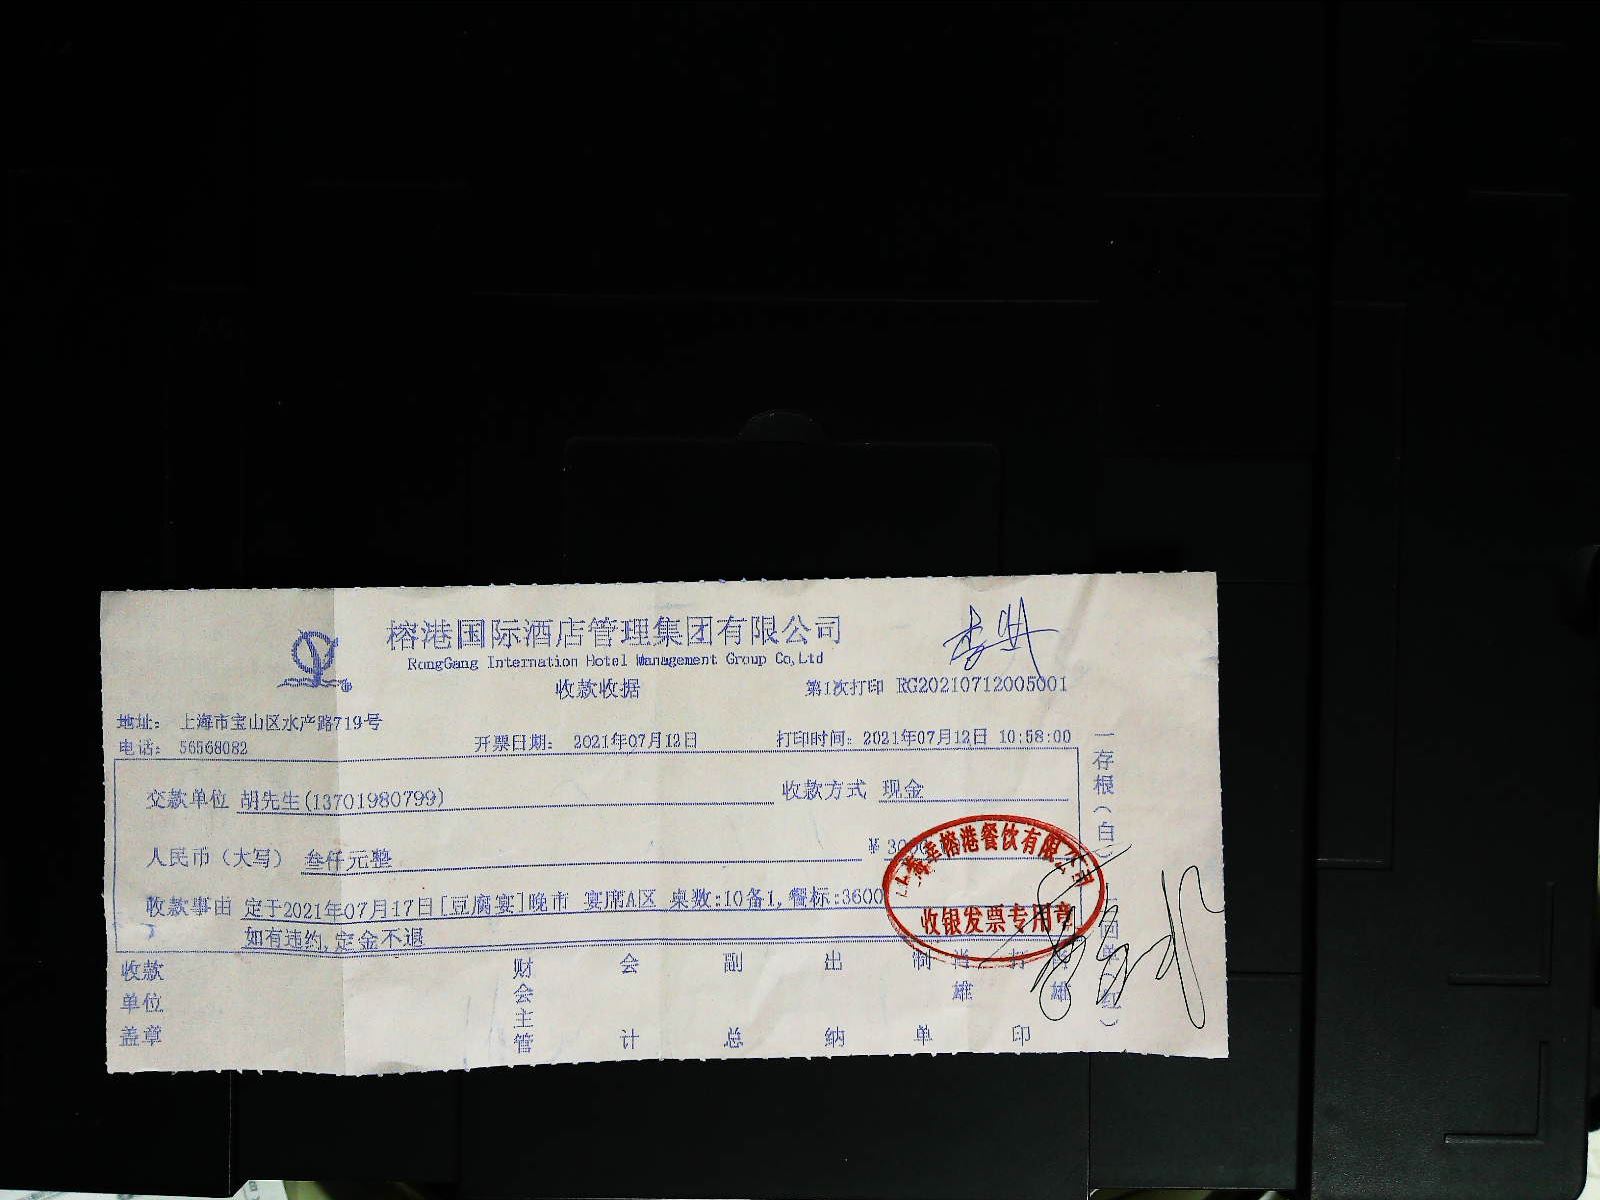 榕港国际酒店管理集团有限公司
RongGang Internation Hotel Management Group Co,Ltd
收款收据
第1次打印 RG20210712005001
地址： 上海市宝山区水产路719号
电话： 56568082
开票日期： 2021年07月12日
打印时间：2021年07月12日 10:58:00
交款单位 胡先生(13701980799)
收款方式 现金
人民币（大写） 叁仟元整
￥
收款事由 定于2021年07月17日[豆腐宴]晚市 宴席A区 桌数:10备1,餐标:3600
如有违约,定金不退
榕港餐饮有限公司
收银发票专用章
收款单位盖章
财会主管
会计
副总
出纳
制单
肖雄
打印
肖雄
一存根（白）